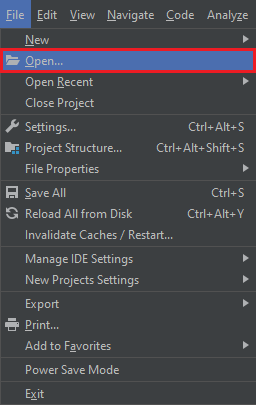 File Edit View Navigate Code Analyze
New
Open...
Open Recent
Close Project
Settings... Ctrl+Alt+S
Project Structure... Ctrl+Alt+Shift+S
File Properties
Save All Ctrl+S
Reload All from Disk Ctrl+Alt+Y
Invalidate Caches / Restart...
Manage IDE Settings
New Projects Settings
Export
Print...
Add to Favorites
Power Save Mode
Exit